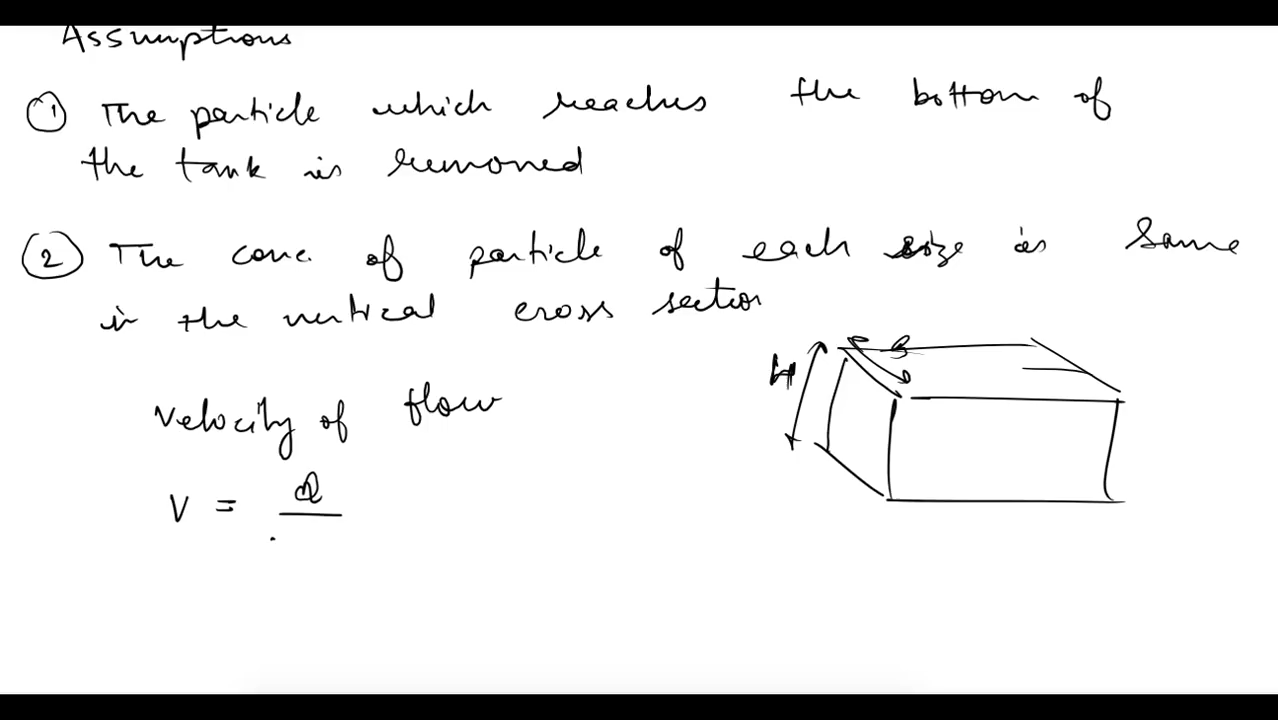 Assumptions
① The particle which reaches the bottom of
the tank is removed
② The conc. of particle of each size is same
in the vertical cross section
H B
Velocity of flow
V = Q